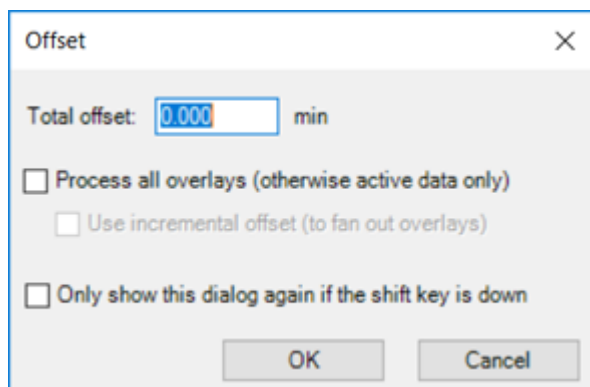 Offset
Total offset: 0.000 min
Process all overlays (otherwise active data only)
Use incremental offset (to fan out overlays)
Only show this dialog again if the shift key is down
OK Cancel